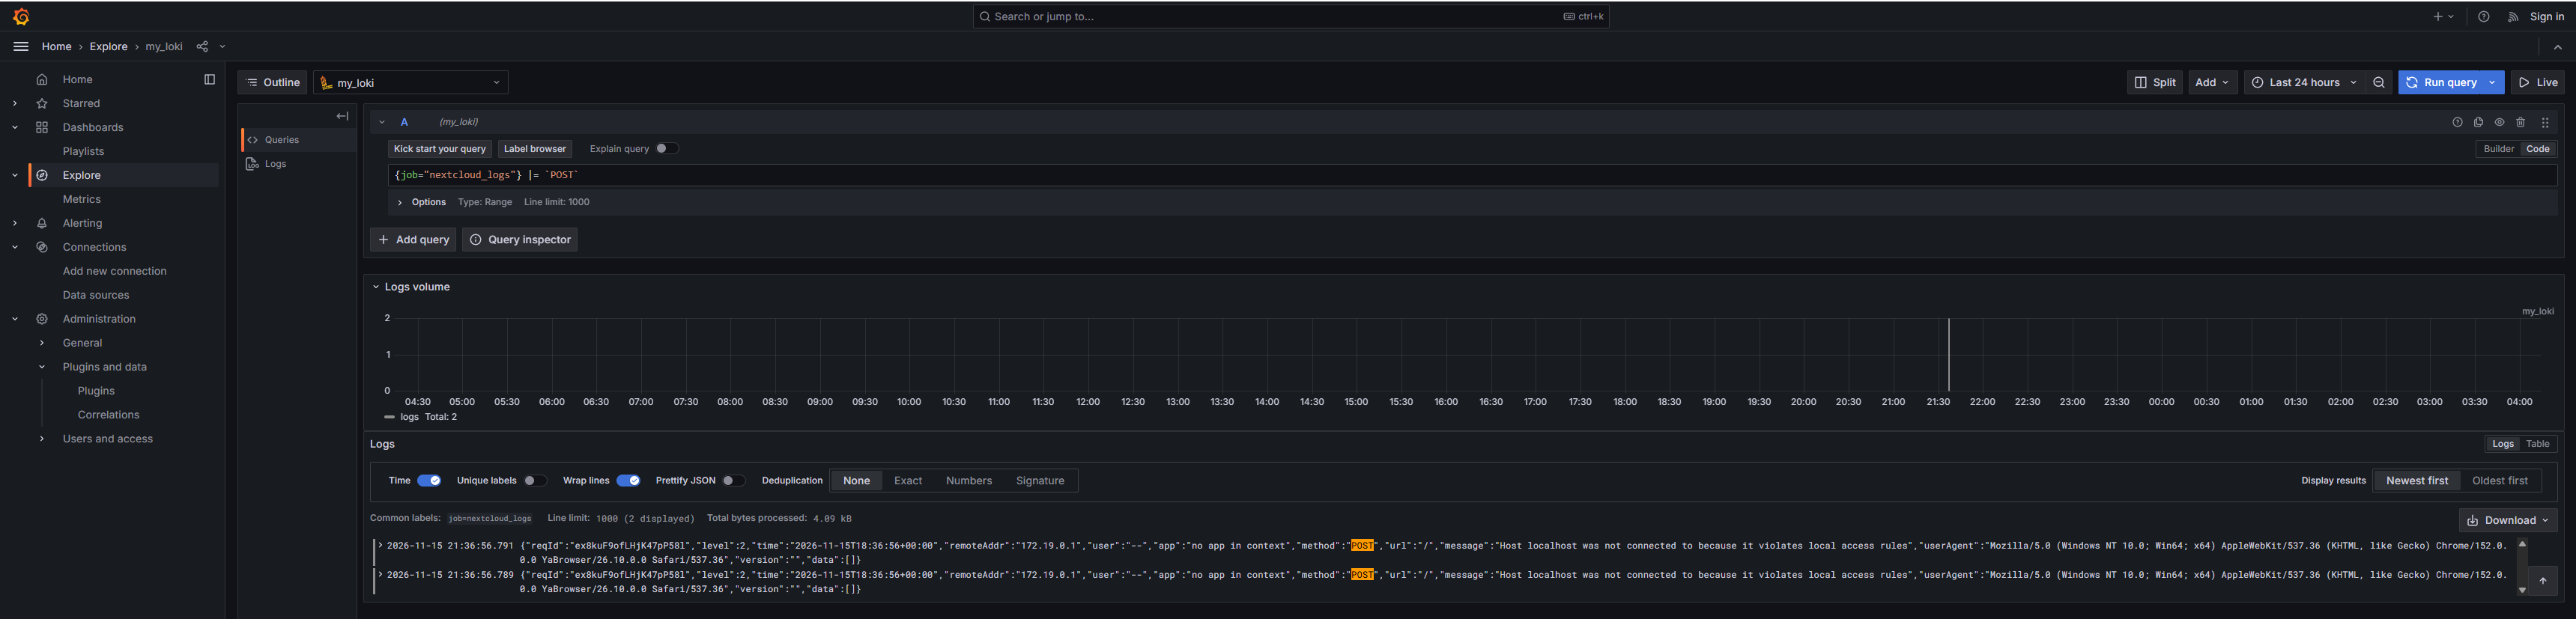 Search or jump to...
ctrl+k
Sign in
Home › Explore › my_loki
Home
Starred
Dashboards
Playlists
Explore
Metrics
Alerting
Connections
Add new connection
Data sources
Administration
General
Plugins and data
Plugins
Correlations
Users and access
Outline
my_loki
Split
Add
Last 24 hours
Run query
Live
Queries
Logs
A (my_loki)
Kick start your query
Label browser
Explain query
Builder
Code
{job="nextcloud_logs"} |= `POST`
Options Type: Range Line limit: 1000
+ Add query
Query inspector
Logs volume
my_loki
2
1
0
04:30 05:00 05:30 06:00 06:30 07:00 07:30 08:00 08:30 09:00 09:30 10:00 10:30 11:00 11:30 12:00 12:30 13:00 13:30 14:00 14:30 15:00 15:30 16:00 16:30 17:00 17:30 18:00 18:30 19:00 19:30 20:00 20:30 21:00 21:30 22:00 22:30 23:00 23:30 00:00 00:30 01:00 01:30 02:00 02:30 03:00 03:30 04:00
logs Total: 2
Logs
Logs
Table
Time
Unique labels
Wrap lines
Prettify JSON
Deduplication
None
Exact
Numbers
Signature
Display results
Newest first
Oldest first
Common labels: job=nextcloud_logs Line limit: 1000 (2 displayed) Total bytes processed: 4.09 kB
Download
2026-11-15 21:36:56.791 {"reqId":"ex8kuF9ofLHjK47pP58l","level":2,"time":"2026-11-15T18:36:56+00:00","remoteAddr":"172.19.0.1","user":"--","app":"no app in context","method":"POST","url":"/","message":"Host localhost was not connected to because it violates local access rules","userAgent":"Mozilla/5.0 (Windows NT 10.0; Win64; x64) AppleWebKit/537.36 (KHTML, like Gecko) Chrome/152.0.
0.0 YaBrowser/26.10.0.0 Safari/537.36","version":"","data":[]}
2026-11-15 21:36:56.789 {"reqId":"ex8kuF9ofLHjK47pP58l","level":2,"time":"2026-11-15T18:36:56+00:00","remoteAddr":"172.19.0.1","user":"--","app":"no app in context","method":"POST","url":"/","message":"Host localhost was not connected to because it violates local access rules","userAgent":"Mozilla/5.0 (Windows NT 10.0; Win64; x64) AppleWebKit/537.36 (KHTML, like Gecko) Chrome/152.0.
0.0 YaBrowser/26.10.0.0 Safari/537.36","version":"","data":[]}